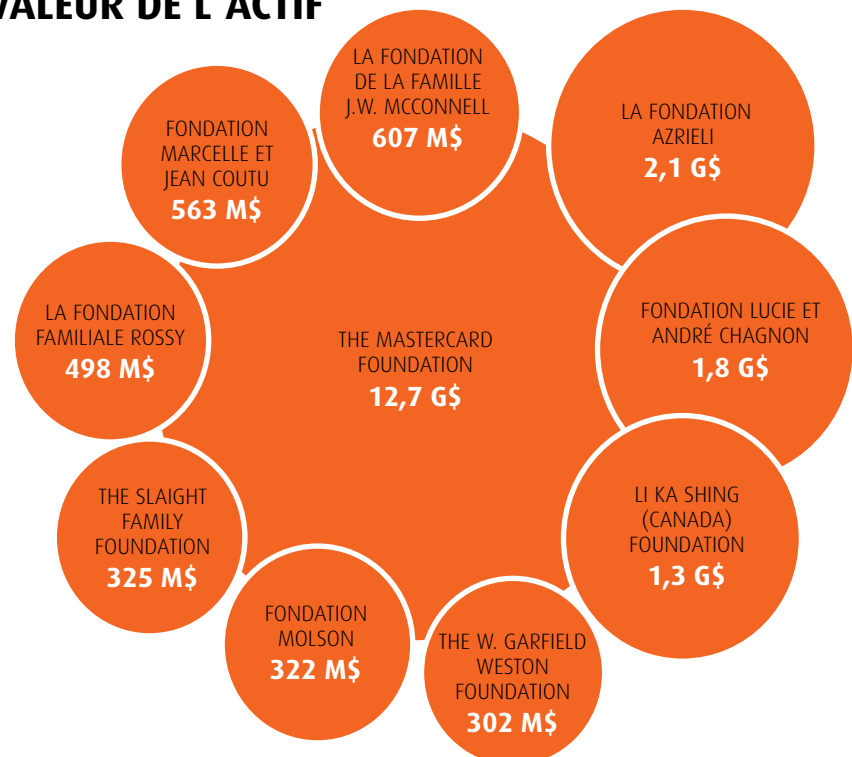 VALEUR DE L'ACTIF
LA FONDATION
DE LA FAMILLE
J.W. MCCONNELL
607 M$
LA FONDATION
AZRIELI
2,1 G$
FONDATION
MARCELLE ET
JEAN COUTU
563 M$
LA FONDATION
FAMILIALE ROSSY
498 M$
THE MASTERCARD
FOUNDATION
12,7 G$
FONDATION LUCIE ET
ANDRÉ CHAGNON
1,8 G$
THE SLAIGHT
FAMILY
FOUNDATION
325 M$
LI KA SHING
(CANADA)
FOUNDATION
1,3 G$
FONDATION
MOLSON
322 M$
THE W. GARFIELD
WESTON
FOUNDATION
302 M$